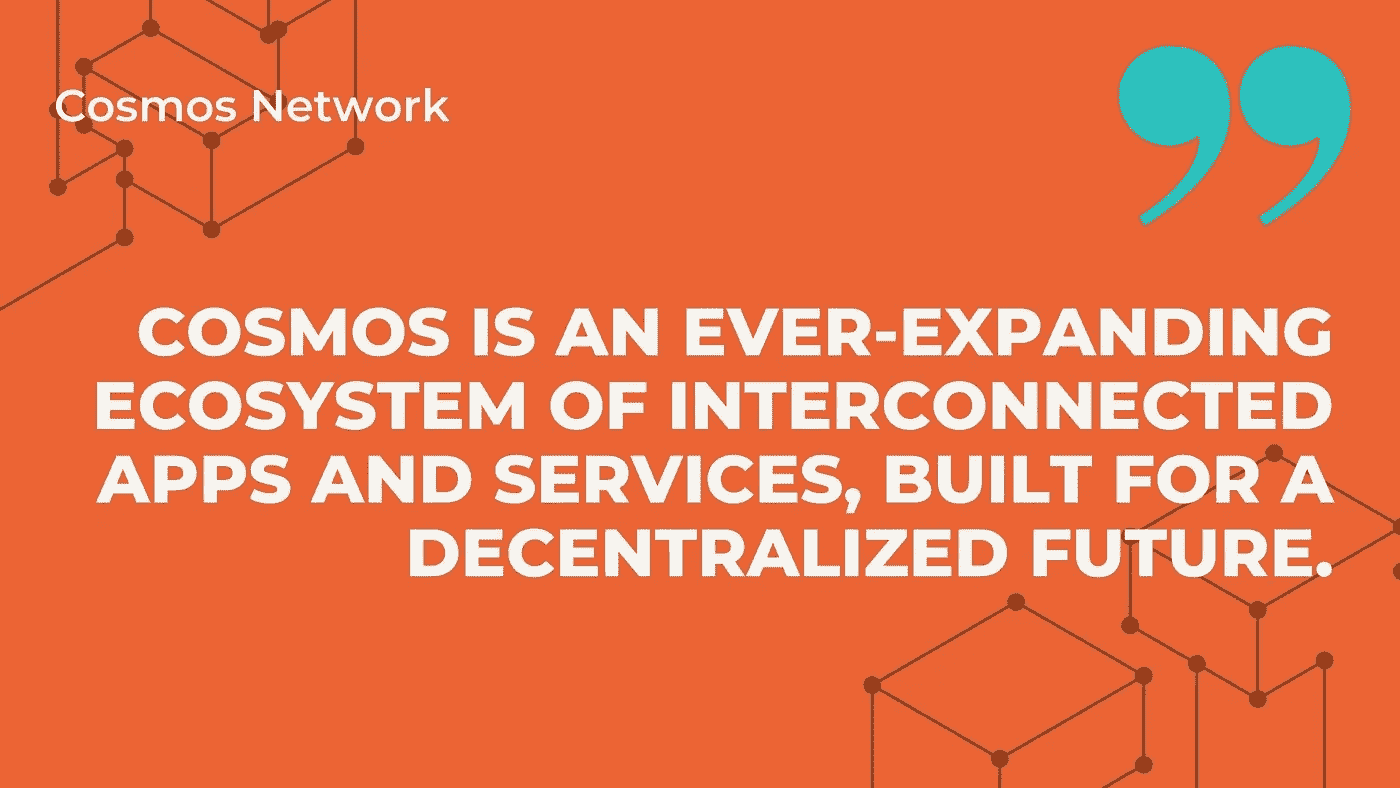 Cosmos Network
COSMOS IS AN EVER-EXPANDING
ECOSYSTEM OF INTERCONNECTED
APPS AND SERVICES, BUILT FOR A
DECENTRALIZED FUTURE.